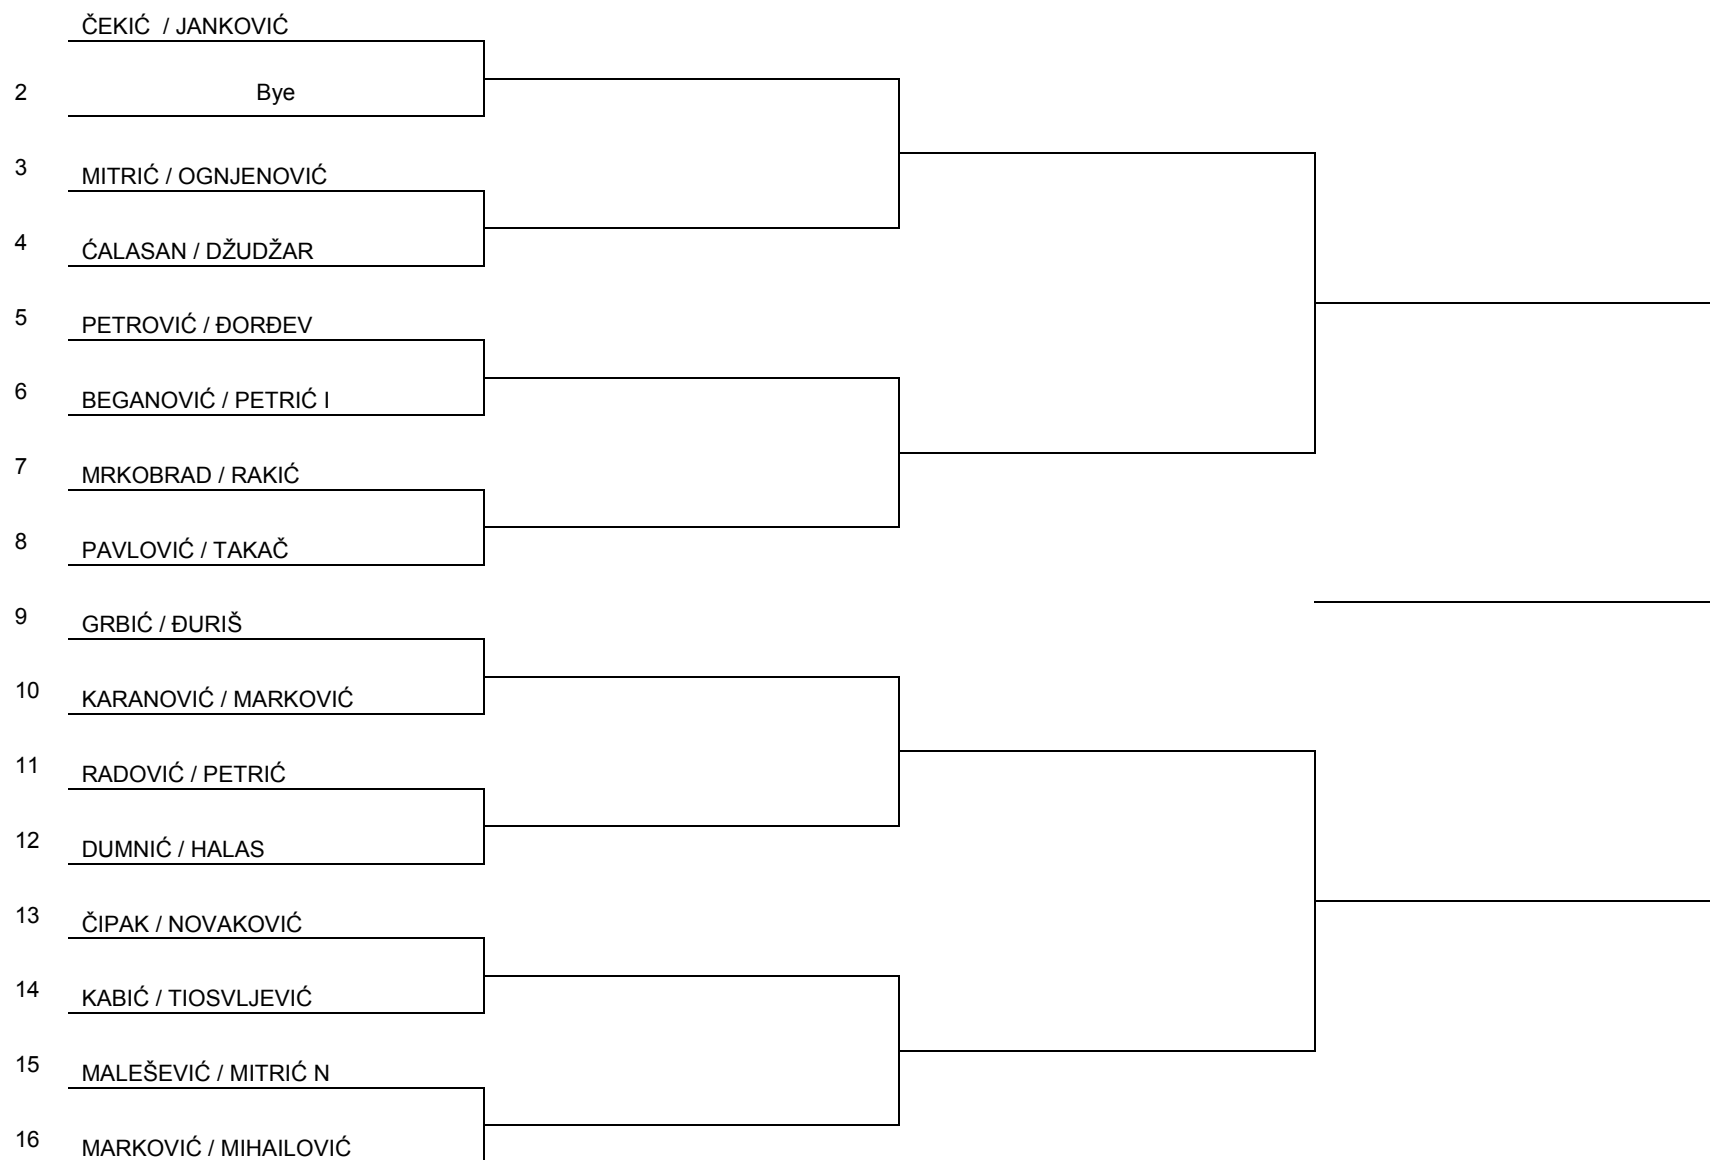 ČEKIĆ / JANKOVIĆ
2 Bye
3 MITRIĆ / OGNJENOVIĆ
4 ĆALASAN / DŽUDŽAR
5 PETROVIĆ / ĐORĐEV
6 BEGANOVIĆ / PETRIĆ I
7 MRKOBRAD / RAKIĆ
8 PAVLOVIĆ / TAKAČ
9 GRBIĆ / ĐURIŠ
10 KARANOVIĆ / MARKOVIĆ
11 RADOVIĆ / PETRIĆ
12 DUMNIĆ / HALAS
13 ČIPAK / NOVAKOVIĆ
14 KABIĆ / TIOSVLJEVIĆ
15 MALEŠEVIĆ / MITRIĆ N
16 MARKOVIĆ / MIHAILOVIĆ